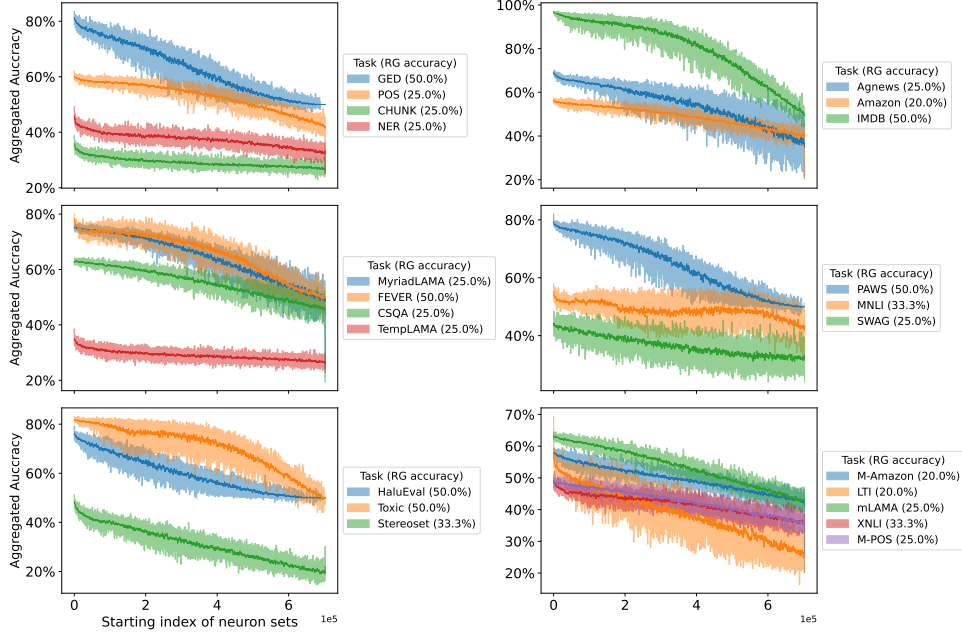 Aggregated Auccracy
80%
60%
40%
20%
Task (RG accuracy)
GED (50.0%)
POS (25.0%)
CHUNK (25.0%)
NER (25.0%)
100%
80%
60%
40%
20%
Task (RG accuracy)
Agnews (25.0%)
Amazon (20.0%)
IMDB (50.0%)
Aggregated Auccracy
80%
60%
40%
20%
Task (RG accuracy)
MyriadLAMA (25.0%)
FEVER (50.0%)
CSQA (25.0%)
TempLAMA (25.0%)
80%
60%
40%
Task (RG accuracy)
PAWS (50.0%)
MNLI (33.3%)
SWAG (25.0%)
Aggregated Auccracy
80%
60%
40%
20%
0 2 4 6
1e5
Starting index of neuron sets
Task (RG accuracy)
HaluEval (50.0%)
Toxic (50.0%)
Stereoset (33.3%)
70%
60%
50%
40%
30%
20%
0 2 4 6
1e5
Task (RG accuracy)
M-Amazon (20.0%)
LTI (20.0%)
mLAMA (25.0%)
XNLI (33.3%)
M-POS (25.0%)